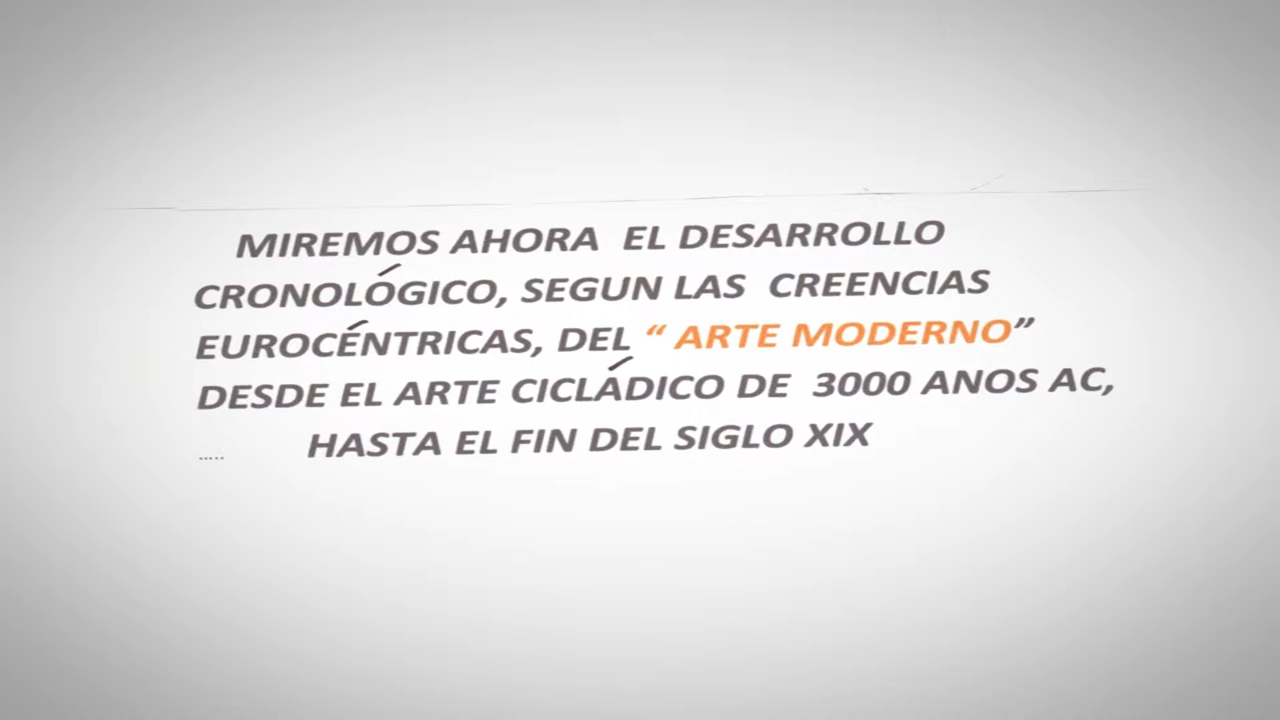 MIREMOS AHORA EL DESARROLLO
CRONOLÓGICO, SEGUN LAS CREENCIAS
EUROCÉNTRICAS, DEL “ ARTE MODERNO”
DESDE EL ARTE CICLÁDICO DE 3000 ANOS AC,
..... HASTA EL FIN DEL SIGLO XIX